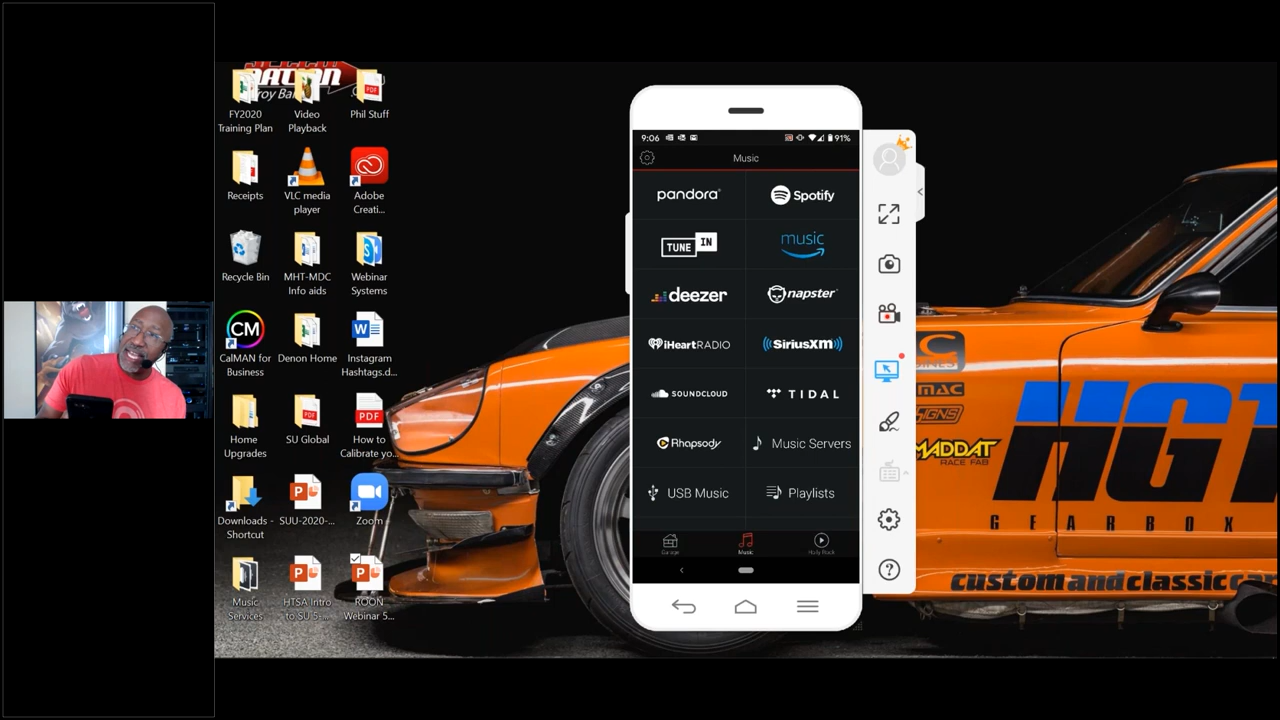 FY2020
Training Plan
Video
Playback
Phil Stuff
Receipts
VLC media
player
Adobe
Creati...
Recycle Bin
MHT-MDC
Info aids
Webinar
Systems
CM
CalMAN for
Business
Denon Home
Instagram
Hashtags.d...
Home
Upgrades
SU Global
How to
Calibrate yo...
Downloads -
Shortcut
SUU-2020-...
Zoom
Music
Services
HTSA Intro
to SU 5-...
ROON
Webinar 5...
9:06
91%
Music
pandora
Spotify
TUNE IN
music
deezer
napster
iHeartRADIO
SiriusXM
SOUNDCLOUD
TIDAL
Rhapsody
Music Servers
USB Music
Playlists
Garage
Music
Holly Rock
MADDAT
RACE FAB
HGT
GEARBOX
customandclassiccar